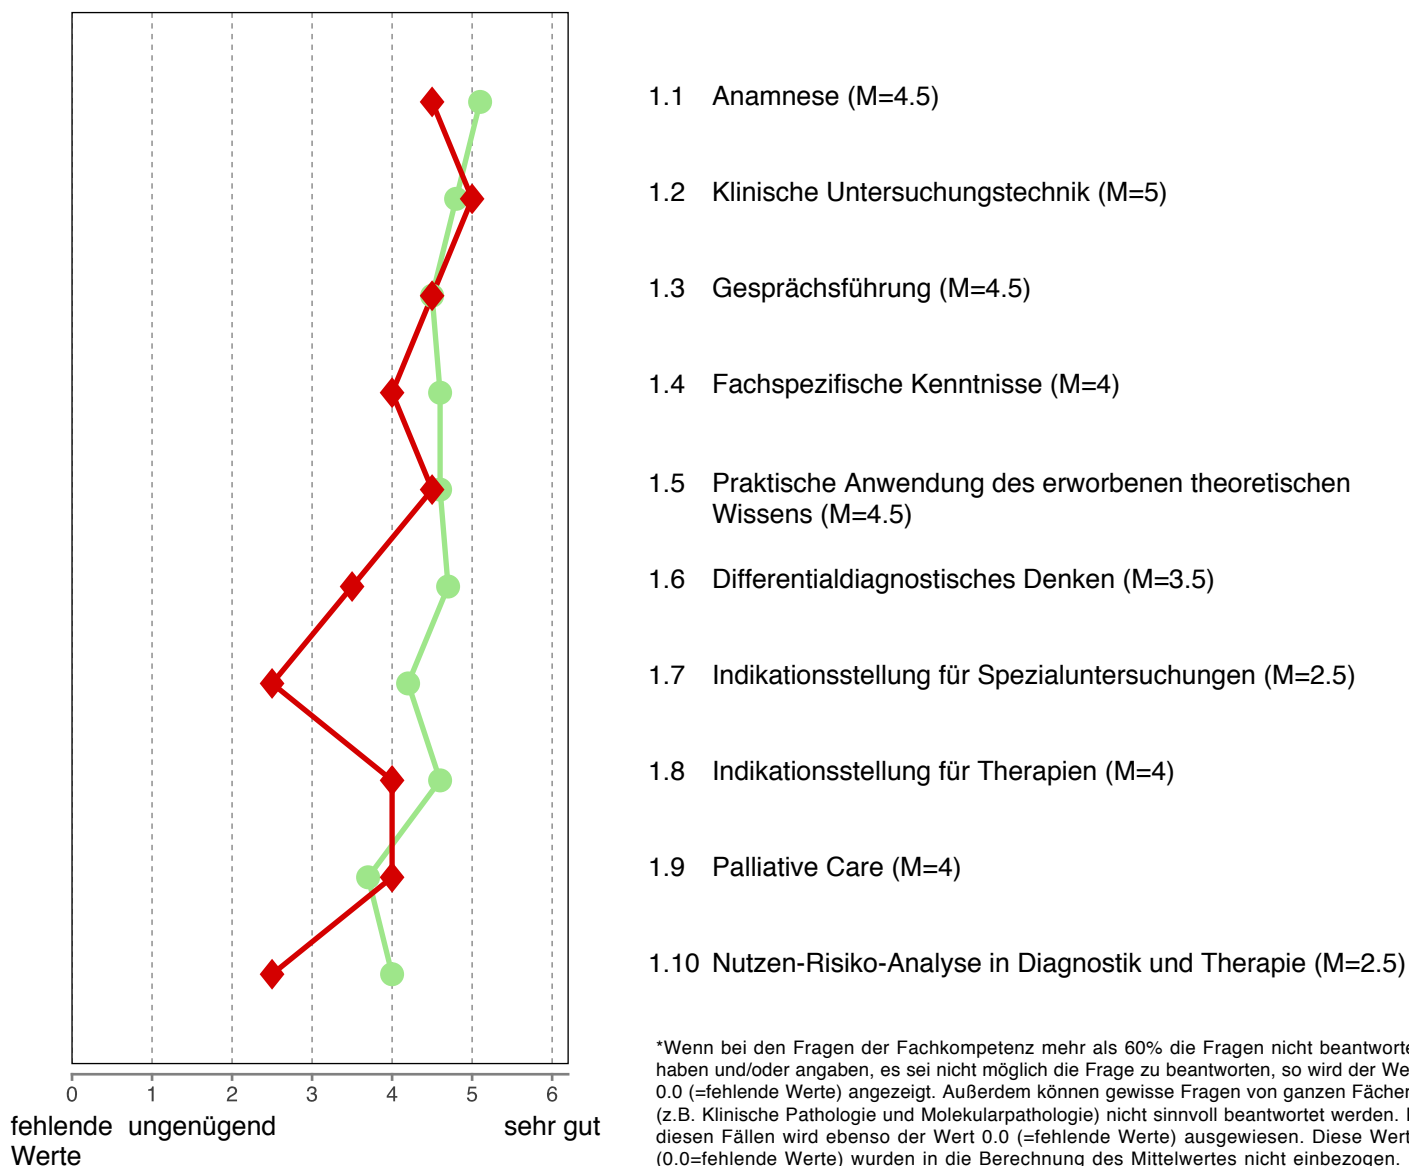 1.1 Anamnese (M=4.5)
1.2 Klinische Untersuchungstechnik (M=5)
1.3 Gesprächsführung (M=4.5)
1.4 Fachspezifische Kenntnisse (M=4)
1.5 Praktische Anwendung des erworbenen theoretischen
Wissens (M=4.5)
1.6 Differentialdiagnostisches Denken (M=3.5)
1.7 Indikationsstellung für Spezialuntersuchungen (M=2.5)
1.8 Indikationsstellung für Therapien (M=4)
1.9 Palliative Care (M=4)
1.10 Nutzen-Risiko-Analyse in Diagnostik und Therapie (M=2.5)
0 1 2 3 4 5 6
fehlende ungenügend sehr gut
Werte
*Wenn bei den Fragen der Fachkompetenz mehr als 60% die Fragen nicht
haben und/oder angaben, es sei nicht möglich die Frage zu beantworten, so wird der
0.0 (=fehlende Werte) angezeigt. Außerdem können gewisse Fragen von ganzen Fächer
(z.B. Klinische Pathologie und Molekularpathologie) nicht sinnvoll beantwortet werden.
diesen Fällen wird ebenso der Wert 0.0 (=fehlende Werte) ausgewiesen. Diese
(0.0=fehlende Werte) wurden in die Berechnung des Mittelwertes nicht einbezogen.